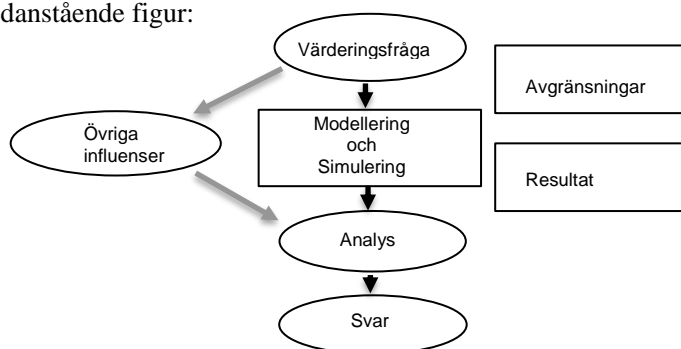 danstående figur:
Värderingsfråga
Avgränsningar
Modellering
och
Simulering
Övriga
influenser
Resultat
Analys
Svar